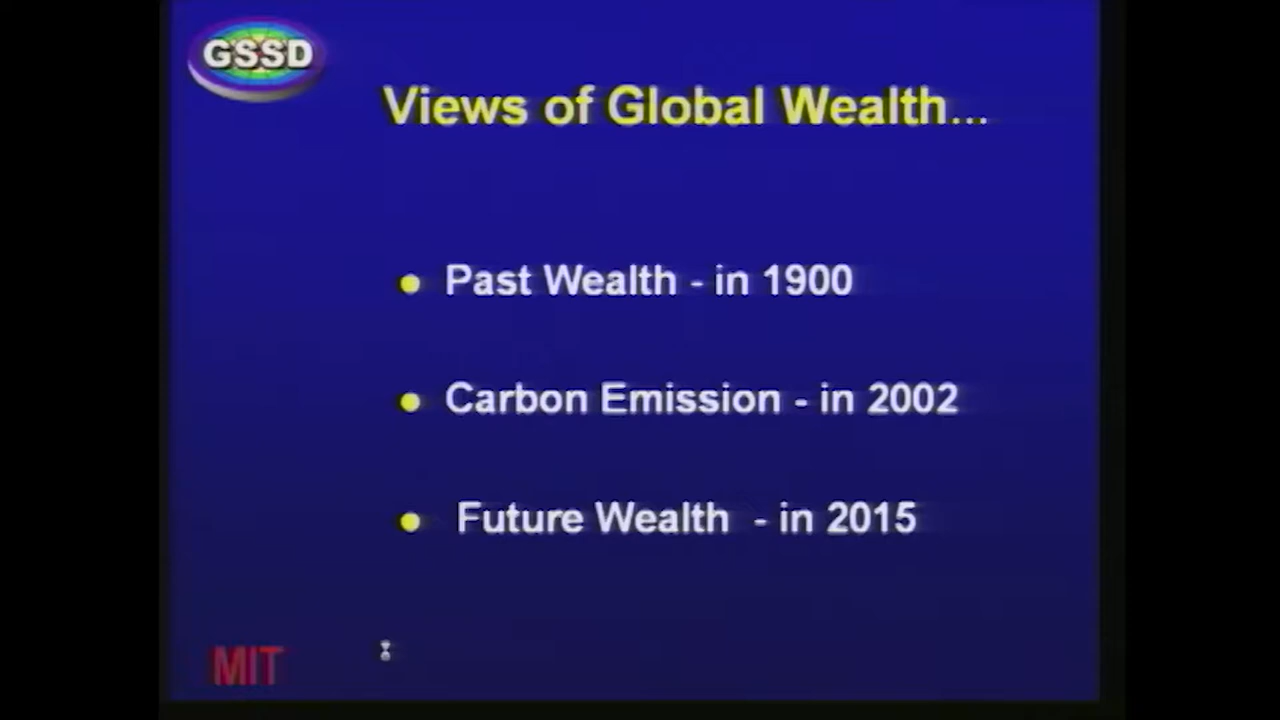 GSSD
Views of Global Wealth...
Past Wealth - in 1900
Carbon Emission - in 2002
Future Wealth - in 2015
MIT